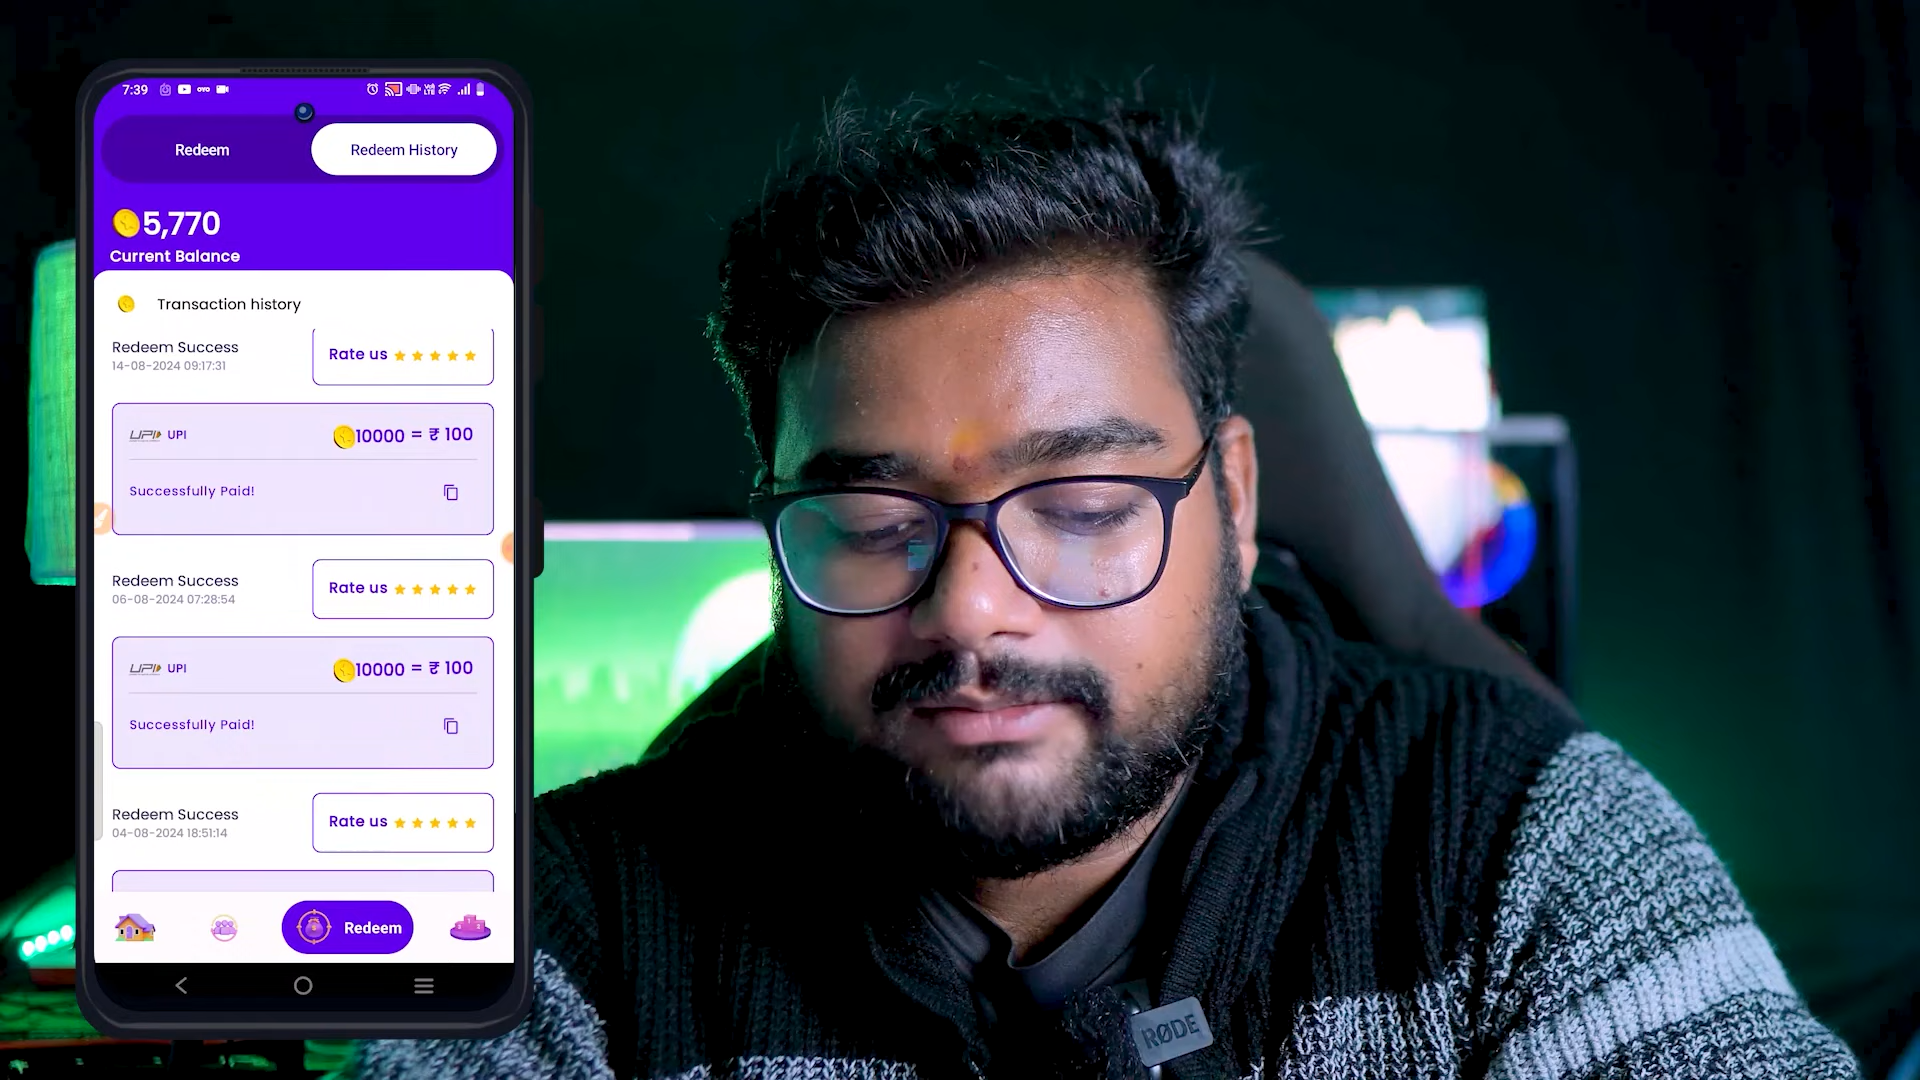 7:39
Redeem
Redeem History
5,770
Current Balance
Transaction history
Redeem Success
14-08-2024 09:17:31
Rate us
UPI UPI
10000 = ₹ 100
Successfully Paid!
Redeem Success
06-08-2024 07:28:54
Rate us
UPI UPI
10000 = ₹ 100
Successfully Paid!
Redeem Success
04-08-2024 18:51:14
Rate us
Redeem
RØDE